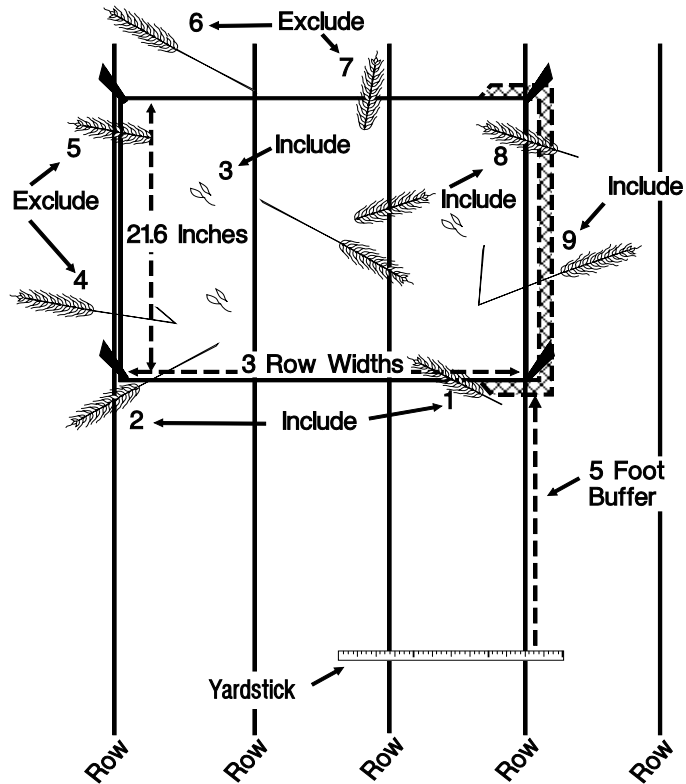 6
Exclude
7
5
3
Include
8
Exclude
Include
Include
21.6 Inches
9
4
3 Row Widths
1
2
Include
5 Foot
Buffer
Yardstick
Row
Row
Row
Row
Row